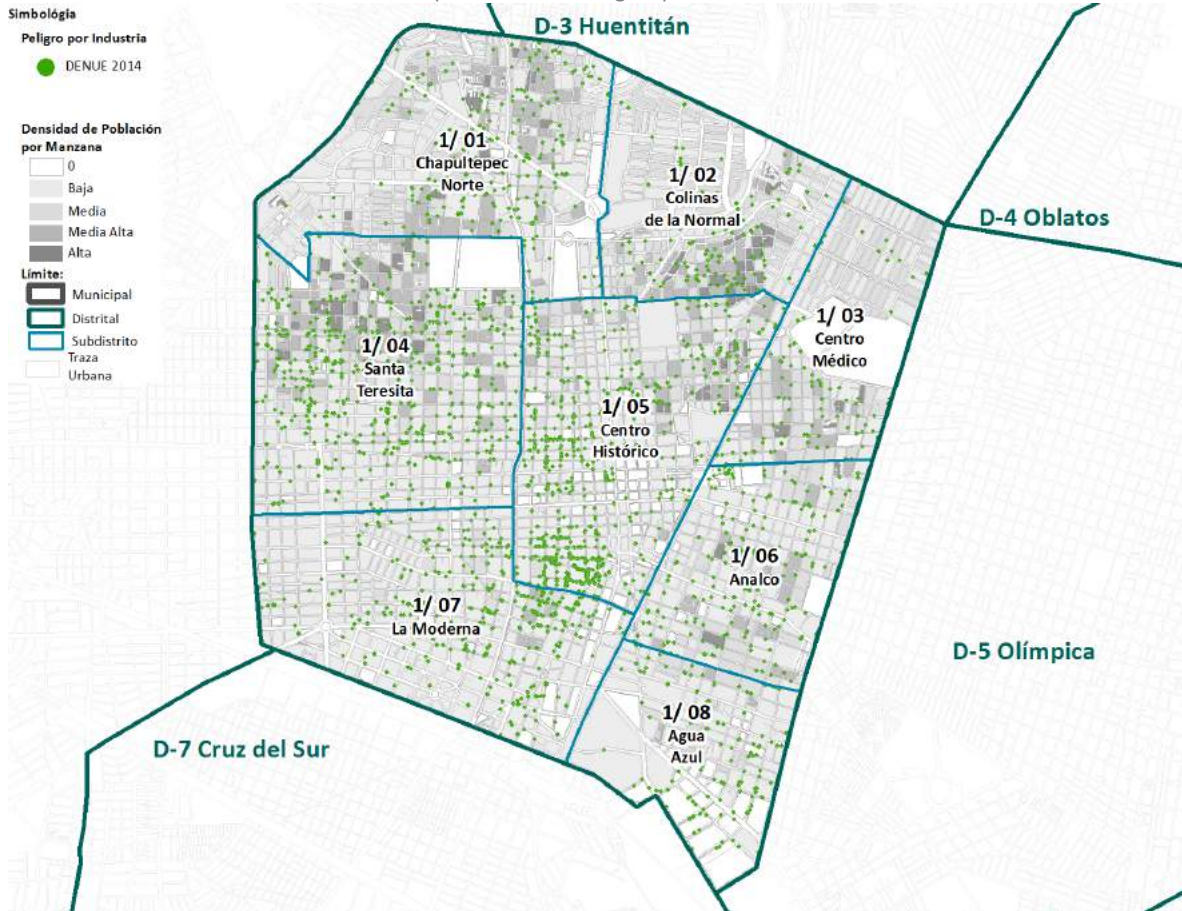 Simbológia
Peligro por Industria
DENUE 2014
Densidad de Población
por Manzana
0
Baja
Media
Media Alta
Alta
Límite:
Municipal
Distrital
Subdistrito
Traza
Urbana
D-3 Huentitán
1/ 01
Chapultepec
Norte
1/ 02
Colinas
de la Normal
D-4 Oblatos
1/ 03
Centro
Médico
1/ 04
Santa
Teresita
1/ 05
Centro
Histórico
1/ 06
Analco
1/ 07
La Moderna
D-5 Olímpica
1/ 08
Agua
Azul
D-7 Cruz del Sur